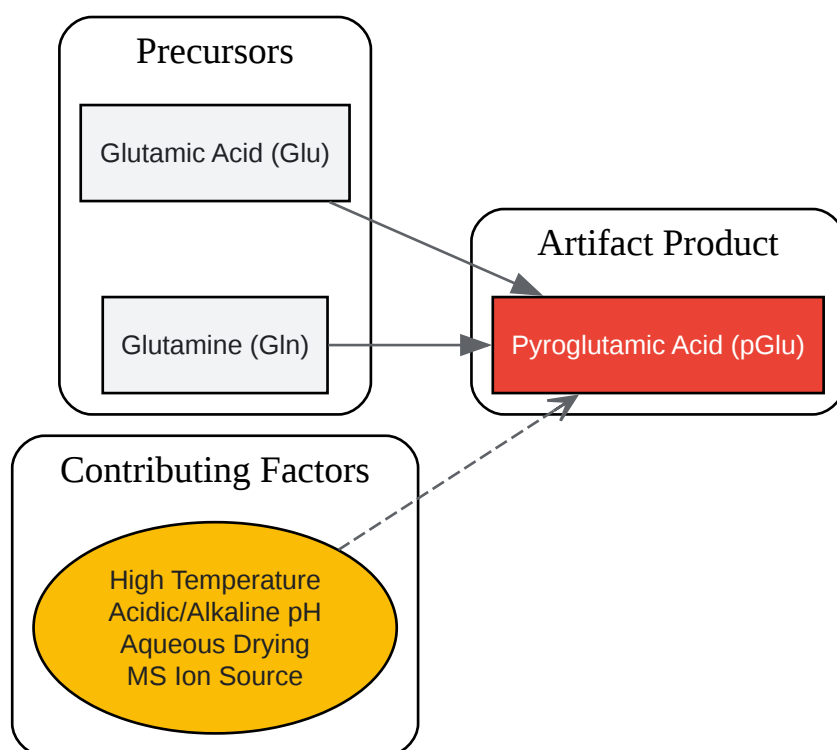 Precursors
Glutamic Acid (Glu)
Glutamine (Gln)
Artifact Product
Pyroglutamic Acid (pGlu)
Contributing Factors
High Temperature
Acidic/Alkaline pH
Aqueous Drying
MS Ion Source